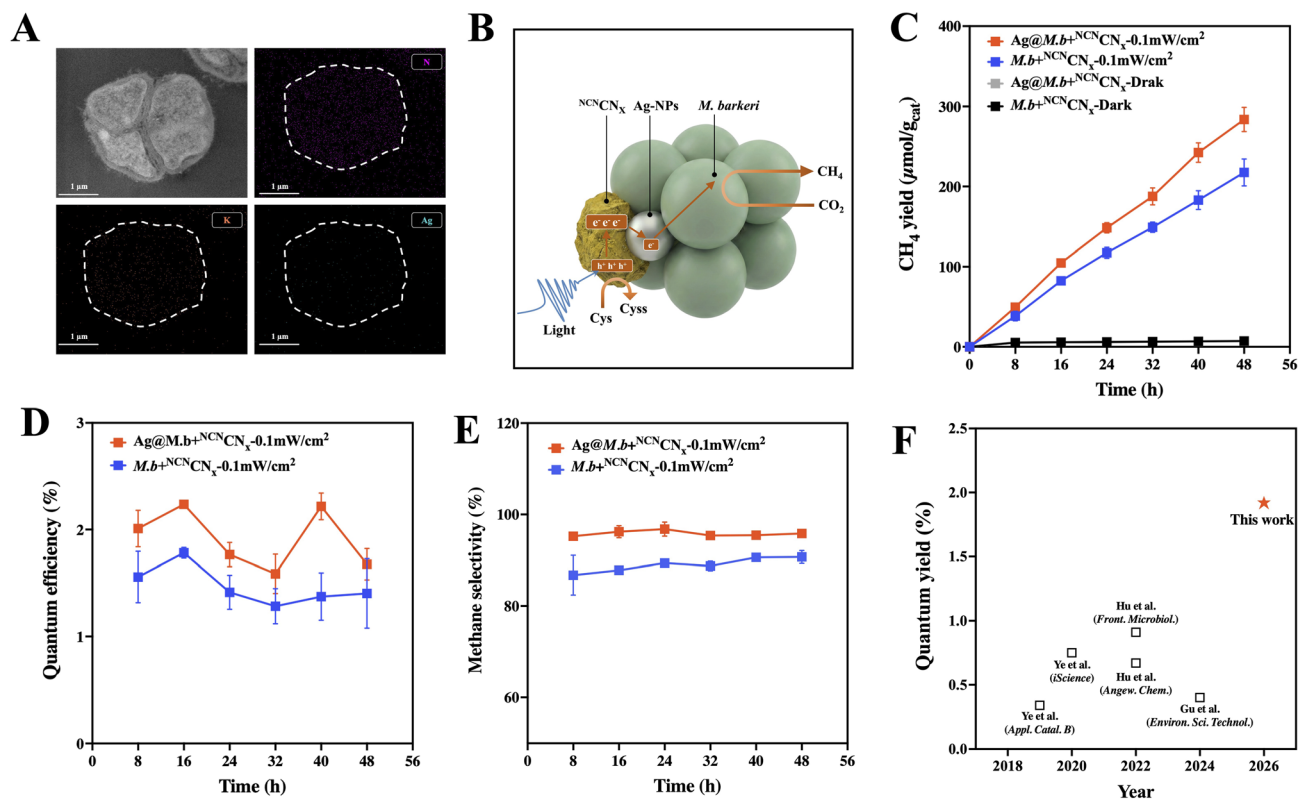 A
N
1 µm
1 µm
K
Ag
1 µm
1 µm
B
NCNCNX
Ag-NPs
M. barkeri
CH4
CO2
e- e- e-
e-
h+ h+ h+
Light
Cys
Cyss
C
Ag@M.b+NCNCNx-0.1mW/cm2
M.b+NCNCNx-0.1mW/cm2
Ag@M.b+NCNCNx-Drak
M.b+NCNCNx-Dark
CH4 yield (µmol/gcat)
400
300
200
100
0
0 8 16 24 32 40 48 56
Time (h)
D
Ag@M.b+NCNCNx-0.1mW/cm2
M.b+NCNCNx-0.1mW/cm2
Quantum efficiency (%)
3
2
1
0
0 8 16 24 32 40 48 56
Time (h)
E
Ag@M.b+NCNCNx-0.1mW/cm2
M.b+NCNCNx-0.1mW/cm2
Methane selectivity (%)
120
100
80
60
0 8 16 24 32 40 48 56
Time (h)
F
Quantum yield (%)
2.5
2.0
1.5
1.0
0.5
0.0
This work
Hu et al.
(Front. Microbiol.)
Ye et al.
(iScience)
Hu et al.
(Angew. Chem.)
Ye et al.
(Appl. Catal. B)
Gu et al.
(Environ. Sci. Technol.)
2018 2020 2022 2024 2026
Year